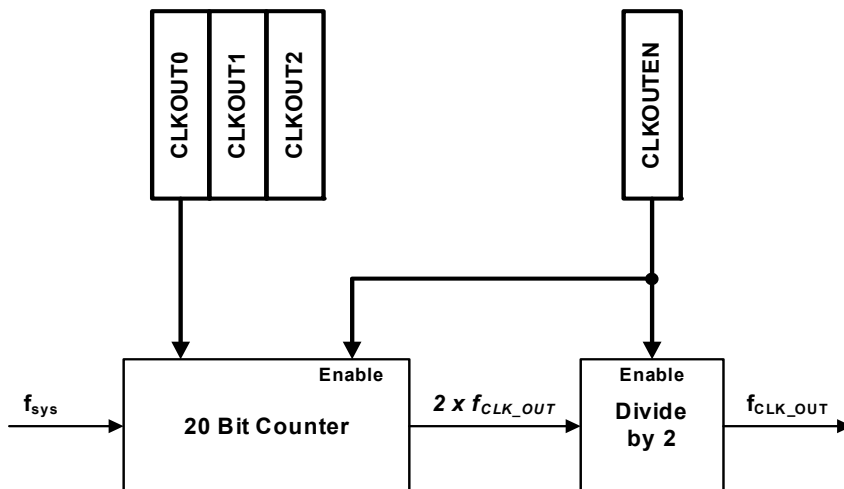 CLKOUT0
CLKOUT1
CLKOUT2
CLKOUTEN
Enable
20 Bit Counter
Enable
Divide
by 2
fsys
2 x fCLK_OUT
fCLK_OUT